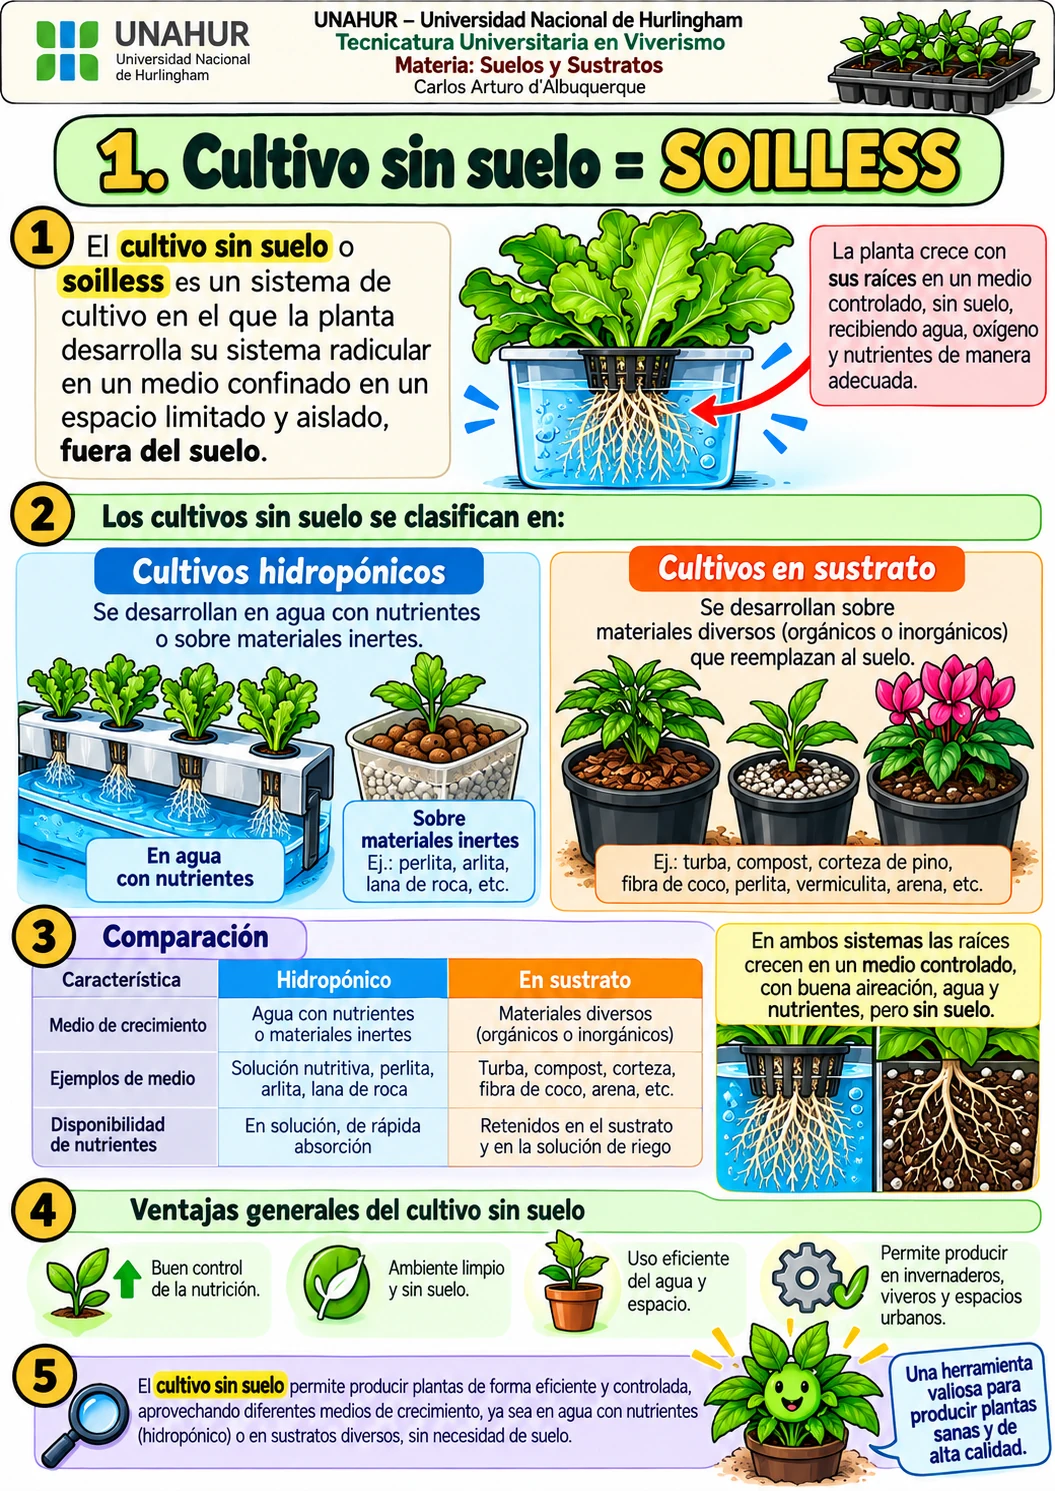 UNAHUR
Universidad Nacional
de Hurlingham
UNAHUR – Universidad Nacional de Hurlingham
Tecnicatura Universitaria en Viverismo
Materia: Suelos y Sustratos
Carlos Arturo d'Albuquerque
1. Cultivo sin suelo = SOILLESS
1
El cultivo sin suelo o
soilless es un sistema de
cultivo en el que la planta
desarrolla su sistema radicular
en un medio confinado en un
espacio limitado y aislado,
fuera del suelo.
La planta crece con
sus raíces en un medio
controlado, sin suelo,
recibiendo agua, oxígeno
y nutrientes de manera
adecuada.
2
Los cultivos sin suelo se clasifican en:
Cultivos hidropónicos
Se desarrollan en agua con nutrientes
o sobre materiales inertes.
En agua
con nutrientes
Sobre
materiales inertes
Ej.: perlita, arlita,
lana de roca, etc.
Cultivos en sustrato
Se desarrollan sobre
materiales diversos (orgánicos o inorgánicos)
que reemplazan al suelo.
Ej.: turba, compost, corteza de pino,
fibra de coco, perlita, vermiculita, arena, etc.
3
Comparación
Característica
Hidropónico
En sustrato
Medio de crecimiento
Agua con nutrientes
o materiales inertes
Materiales diversos
(orgánicos o inorgánicos)
Ejemplos de medio
Solución nutritiva, perlita,
arlita, lana de roca
Turba, compost, corteza,
fibra de coco, arena, etc.
Disponibilidad
de nutrientes
En solución, de rápida
absorción
Retenidos en el sustrato
y en la solución de riego
En ambos sistemas las raíces
crecen en un medio controlado,
con buena aireación, agua y
nutrientes, pero sin suelo.
4
Ventajas generales del cultivo sin suelo
Buen control
de la nutrición.
Ambiente limpio
y sin suelo.
Uso eficiente
del agua y
espacio.
Permite producir
en invernaderos,
viveros y espacios
urbanos.
5
El cultivo sin suelo permite producir plantas de forma eficiente y controlada,
aprovechando diferentes medios de crecimiento, ya sea en agua con nutrientes
(hidropónico) o en sustratos diversos, sin necesidad de suelo.
Una herramienta
valiosa para
producir plantas
sanas y de
alta calidad.